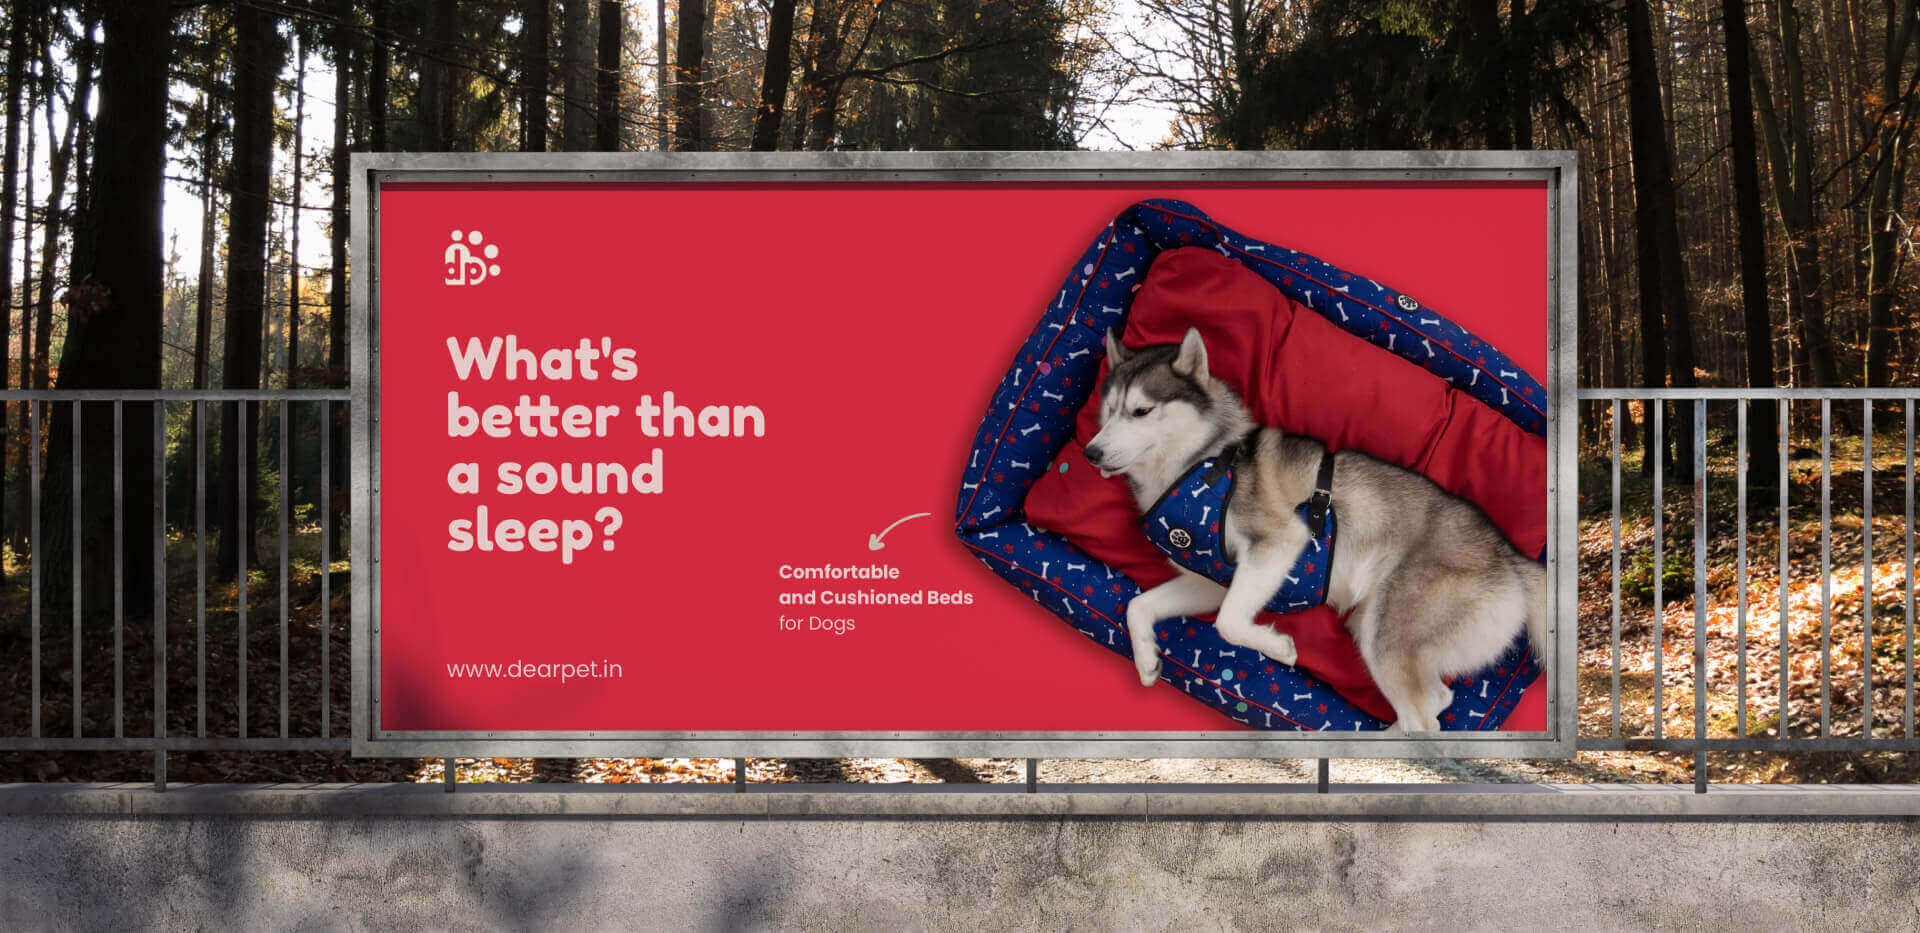 What's
better than
a sound
sleep?
Comfortable
and Cushioned Beds
for Dogs
www.dearpet.in